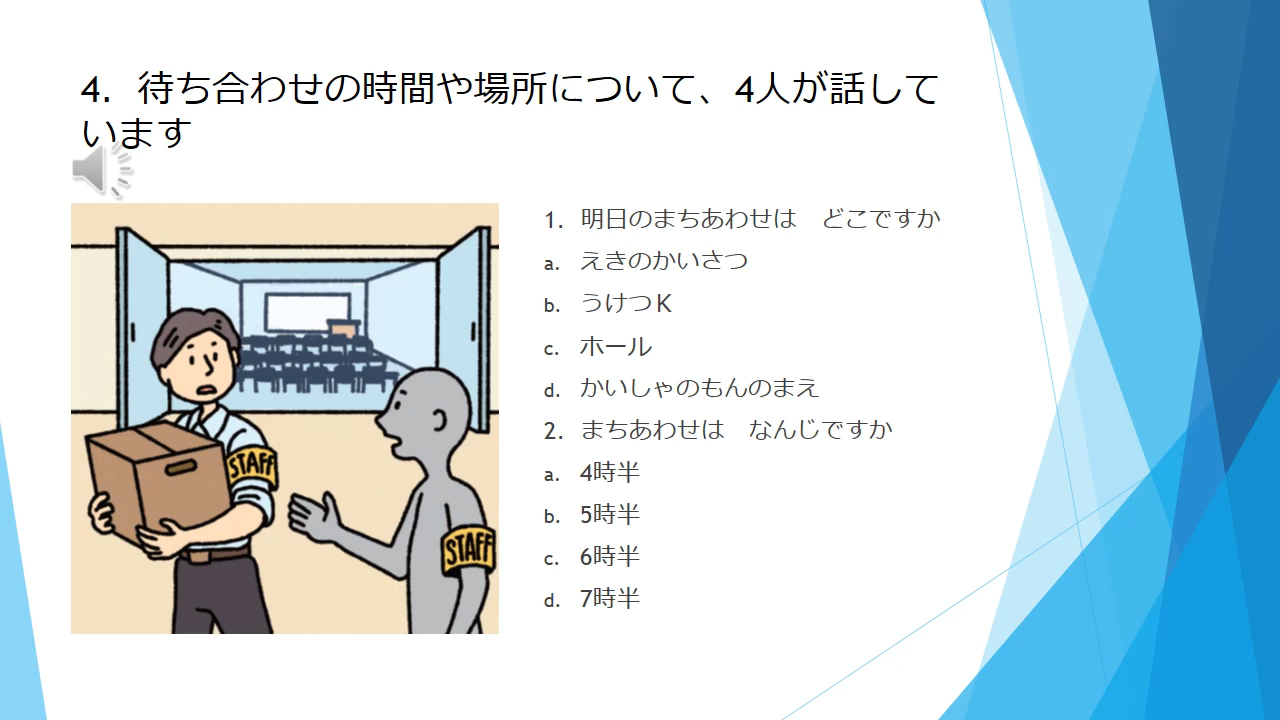 4. 待ち合わせの時間や場所について、4人が話して
います
1. 明日のまちあわせは　どこですか
a. えきのかいさつ
b. うけつK
c. ホール
d. かいしゃのもんのまえ
2. まちあわせは　なんじですか
a. 4時半
b. 5時半
c. 6時半
d. 7時半
STAFF
STAFF